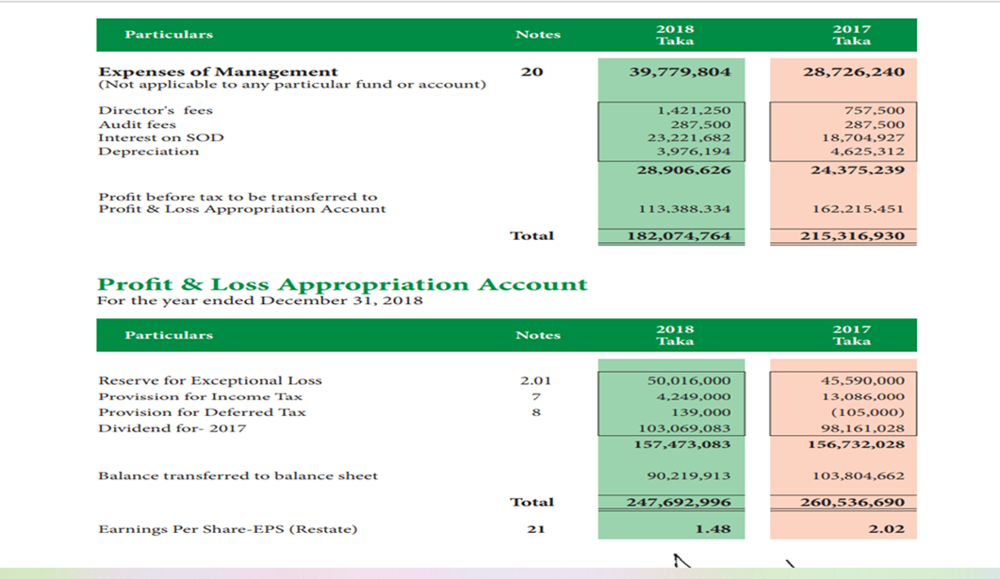 Particulars Notes 2018 Taka 2017 Taka
Expenses of Management 20 39,779,804 28,726,240
(Not applicable to any particular fund or account)
Director's fees 1,421,250 757,500
Audit fees 287,500 287,500
Interest on SOD 23,221,682 18,704,927
Depreciation 3,976,194 4,625,312
28,906,626 24,375,239
Profit before tax to be transferred to
Profit & Loss Appropriation Account 113,388,334 162,215,451
Total 182,074,764 215,316,930
Profit & Loss Appropriation Account
For the year ended December 31, 2018
Particulars Notes 2018 Taka 2017 Taka
Reserve for Exceptional Loss 2.01 50,016,000 45,590,000
Provission for Income Tax 7 4,249,000 13,086,000
Provision for Deferred Tax 8 139,000 (105,000)
Dividend for- 2017 103,069,083 98,161,028
157,473,083 156,732,028
Balance transferred to balance sheet 90,219,913 103,804,662
Total 247,692,996 260,536,690
Earnings Per Share-EPS (Restate) 21 1.48 2.02